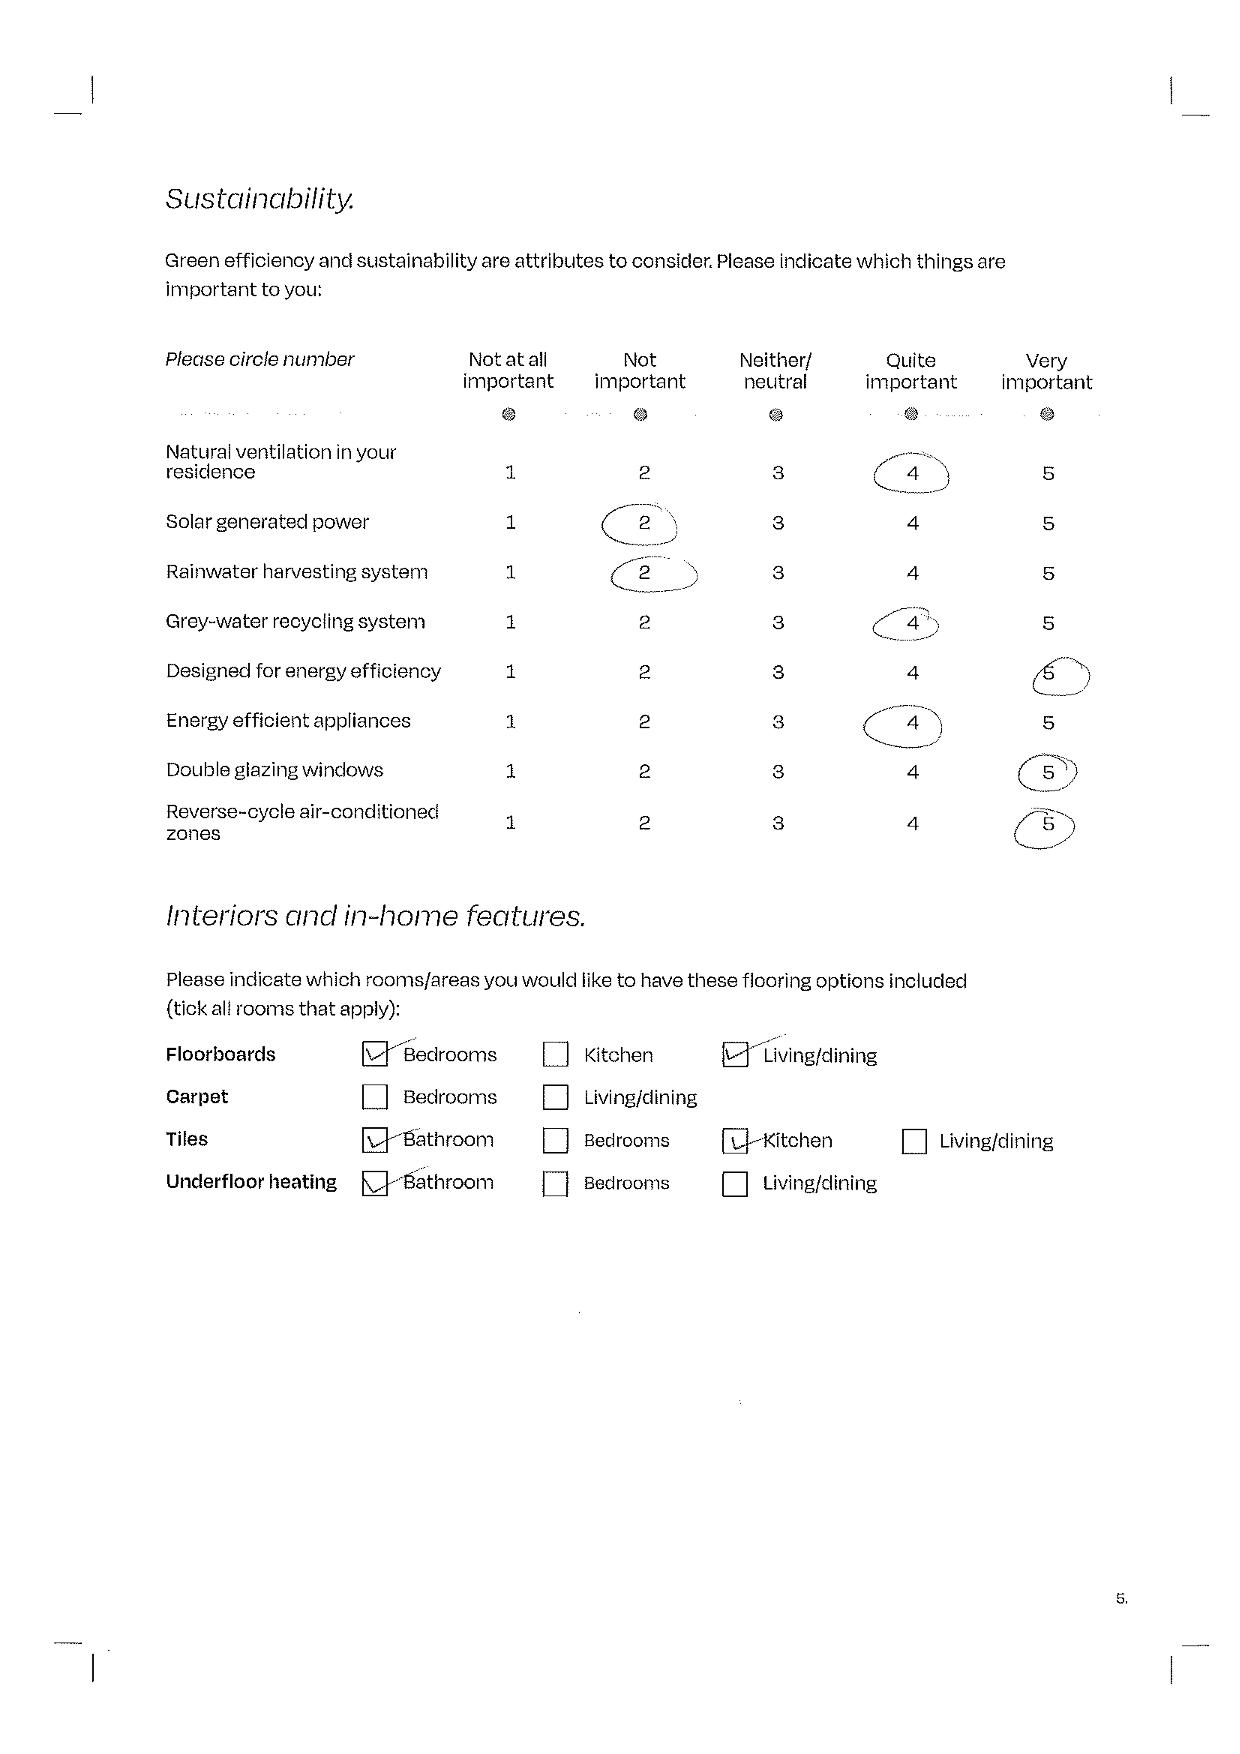 Sustainability.
Green efficiency and sustainability are attributes to consider. Please indicate which things are
important to you:
Please circle number Not at all important Not important Neither/ neutral Quite important Very important
Natural ventilation in your
residence 1 2 3 4 5
Solar generated power 1 2 3 4 5
Rainwater harvesting system 1 2 3 4 5
Grey-water recycling system 1 2 3 4 5
Designed for energy efficiency 1 2 3 4 5
Energy efficient appliances 1 2 3 4 5
Double glazing windows 1 2 3 4 5
Reverse-cycle air-conditioned
zones 1 2 3 4 5
Interiors and in-home features.
Please indicate which rooms/areas you would like to have these flooring options included
(tick all rooms that apply):
Floorboards Bedrooms Kitchen Living/dining
Carpet Bedrooms Living/dining
Tiles Bathroom Bedrooms Kitchen Living/dining
Underfloor heating Bathroom Bedrooms Living/dining
5.